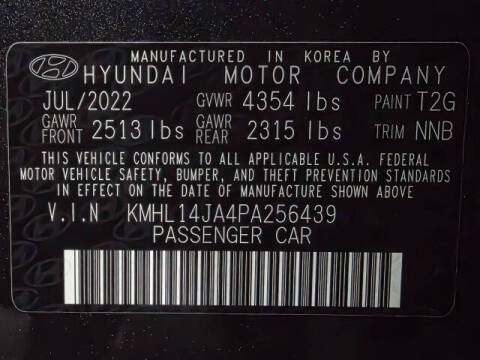 MANUFACTURED IN KOREA BY
HYUNDAI MOTOR COMPANY
JUL/2022 GVWR 4354 lbs PAINT T2G
GAWR FRONT 2513 lbs GAWR REAR 2315 lbs TRIM NNB
THIS VEHICLE CONFORMS TO ALL APPLICABLE U.S.A. FEDERAL
MOTOR VEHICLE SAFETY, BUMPER, AND THEFT PREVENTION STANDARDS
IN EFFECT ON THE DATE OF MANUFACTURE SHOWN ABOVE
V.I.N KMHL14JA4PA256439
PASSENGER CAR